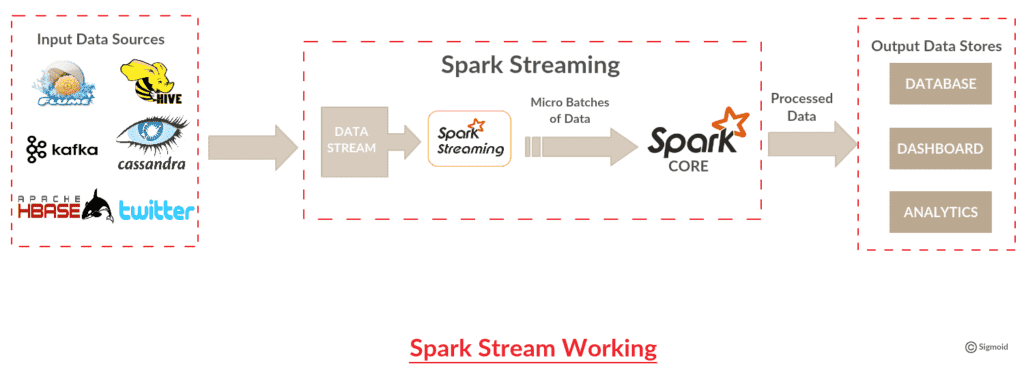 Input Data Sources
FLUME
HIVE
kafka
cassandra
APACHE
HBASE
twitter
Spark Streaming
DATA
STREAM
Spark
Streaming
Micro Batches
of Data
Spark
CORE
Processed
Data
Output Data Stores
DATABASE
DASHBOARD
ANALYTICS
Spark Stream Working
© Sigmoid